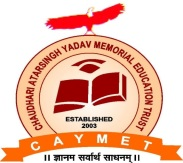 CHAUDHARI ATARSINGH YADAV MEMORIAL EDUCATION TRUST
ESTABLISHED
2003
CAYMET
॥ ज्ञानम् सर्वार्थ साधनम् ॥